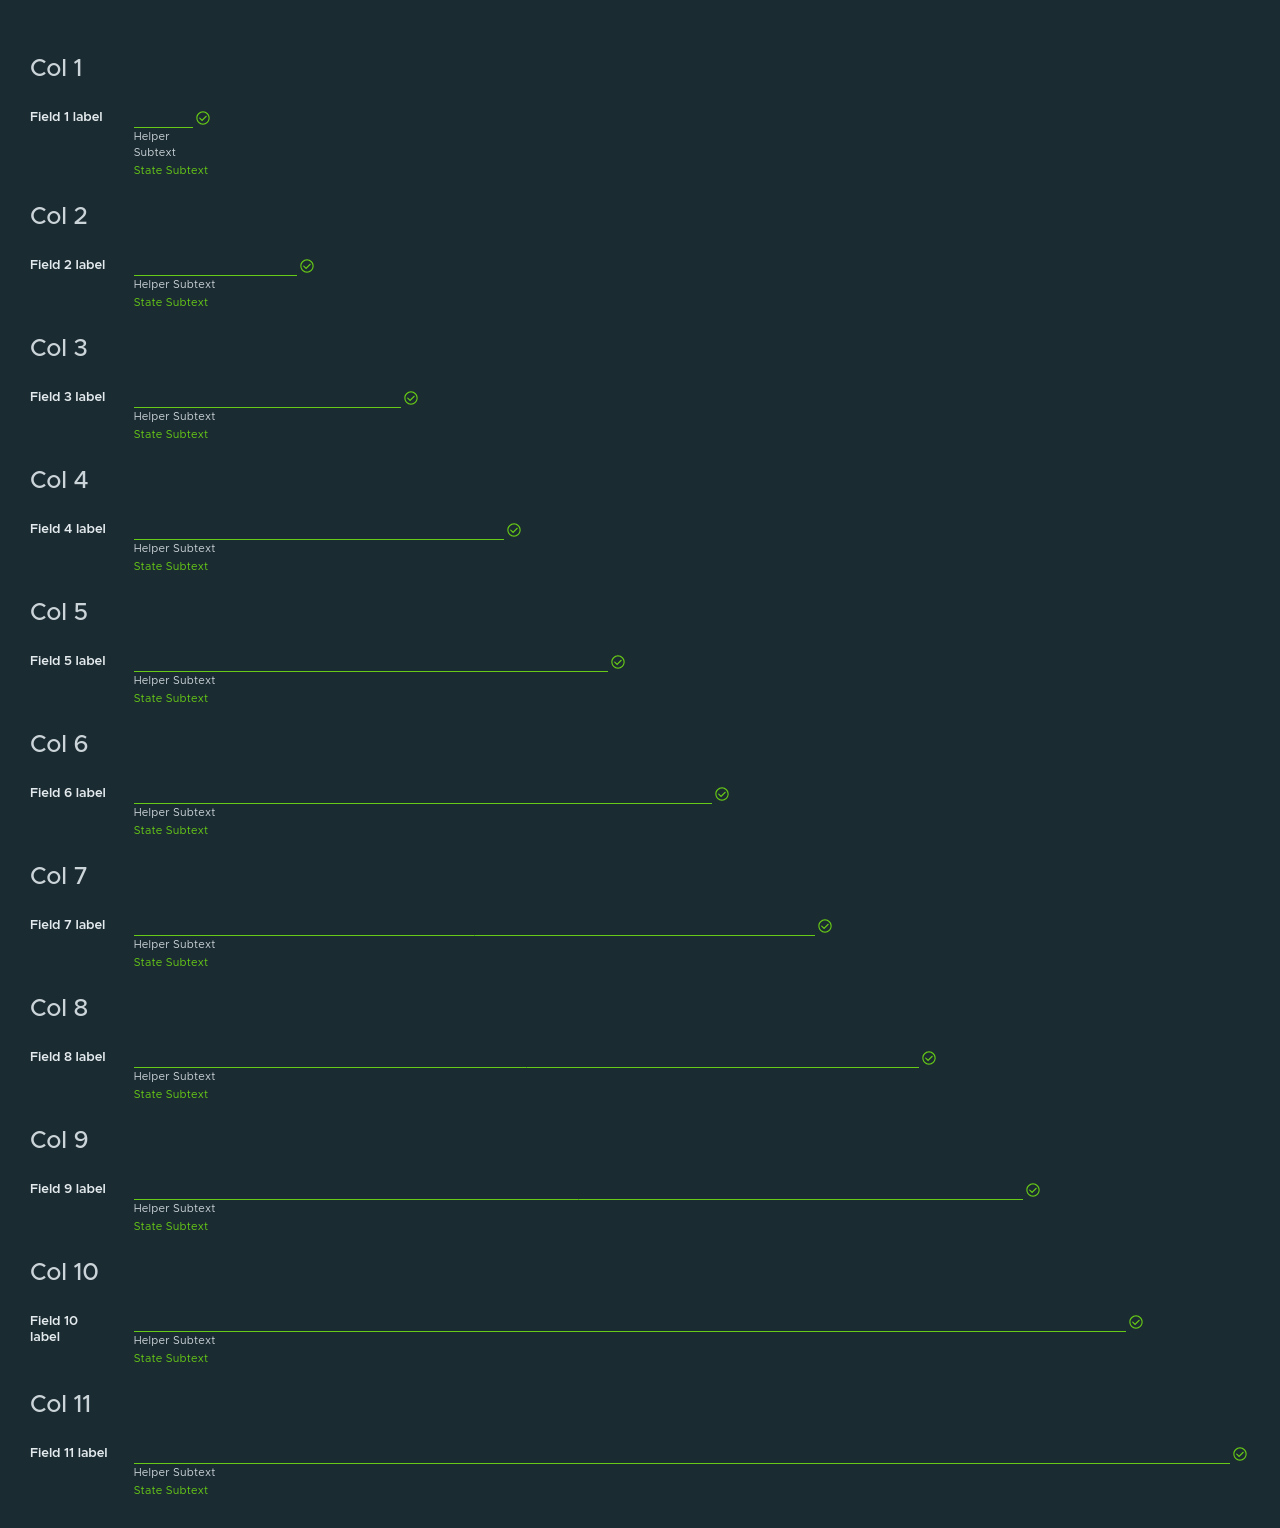 Col 1
Field 1 label
Helper
Subtext
State Subtext
Col 2
Field 2 label
Helper Subtext
State Subtext
Col 3
Field 3 label
Helper Subtext
State Subtext
Col 4
Field 4 label
Helper Subtext
State Subtext
Col 5
Field 5 label
Helper Subtext
State Subtext
Col 6
Field 6 label
Helper Subtext
State Subtext
Col 7
Field 7 label
Helper Subtext
State Subtext
Col 8
Field 8 label
Helper Subtext
State Subtext
Col 9
Field 9 label
Helper Subtext
State Subtext
Col 10
Field 10
label
Helper Subtext
State Subtext
Col 11
Field 11 label
Helper Subtext
State Subtext